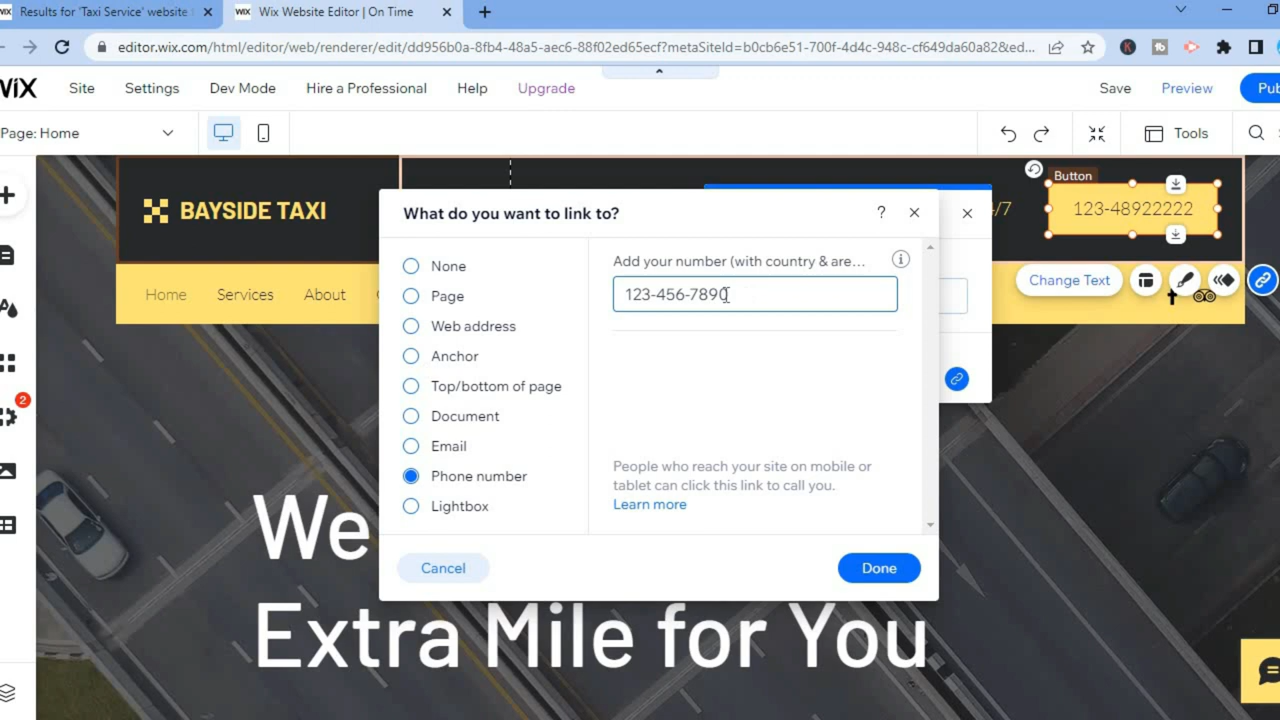 Results for 'Taxi Service' website
Wix Website Editor | On Time
editor.wix.com/html/editor/web/renderer/edit/dd956b0a-8fb4-48a5-aec6-88f02ed65ecf?metaSiteId=b0cb6e51-700f-4d4c-948c-cf649da60a82&ed...
WiX Site Settings Dev Mode Hire a Professional Help Upgrade Save Preview Pub
Page: Home Tools
Button
BAYSIDE TAXI
/7
123-48922222
Home Services About
Change Text
What do you want to link to?
None
Page
Web address
Anchor
Top/bottom of page
Document
Email
Phone number
Lightbox
Add your number (with country & are...
123-456-7890
People who reach your site on mobile or
tablet can click this link to call you.
Learn more
Cancel
Done
2
We
Extra Mile for You